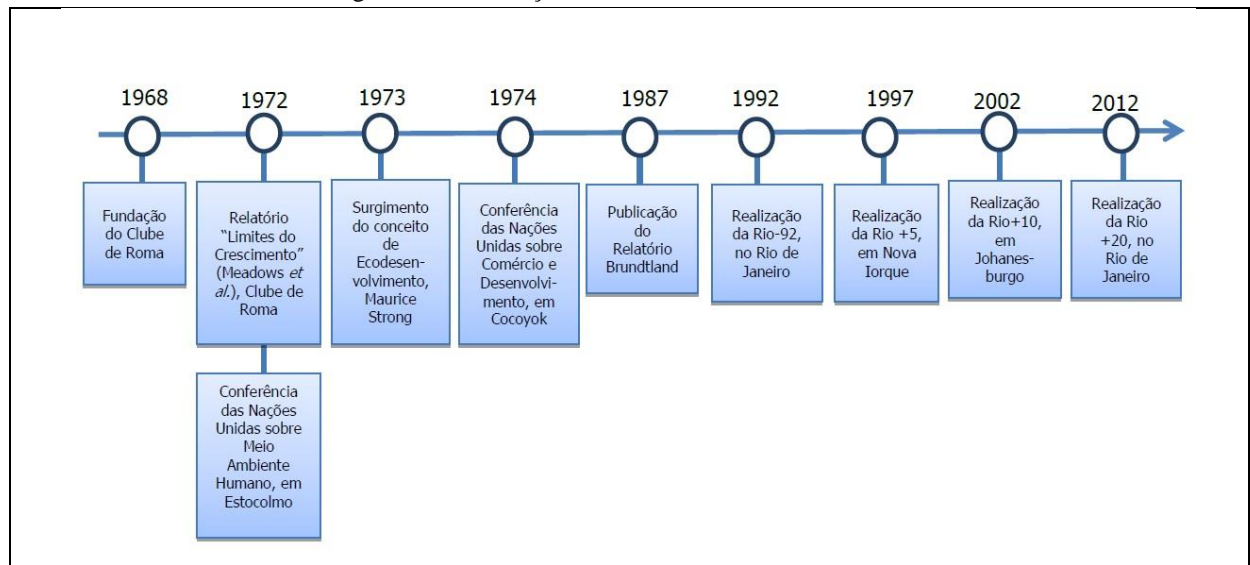 1968
Fundação
do Clube
de Roma
1972
Relatório
“Limites do
Crescimento”
(Meadows et
al.), Clube de
Roma
Conferência
das Nações
Unidas sobre
Meio
Ambiente
Humano, em
Estocolmo
1973
Surgimento
do conceito
de
Ecodesen-
volvimento,
Maurice
Strong
1974
Conferência
das Nações
Unidas sobre
Comércio e
Desenvolvi-
mento, em
Cocoyok
1987
Publicação
do
Relatório
Brundtland
1992
Realização
da Rio-92,
no Rio de
Janeiro
1997
Realização
da Rio +5,
em Nova
Iorque
2002
Realização
da Rio+10,
em
Johanes-
burgo
2012
Realização
da Rio
+20, no
Rio de
Janeiro